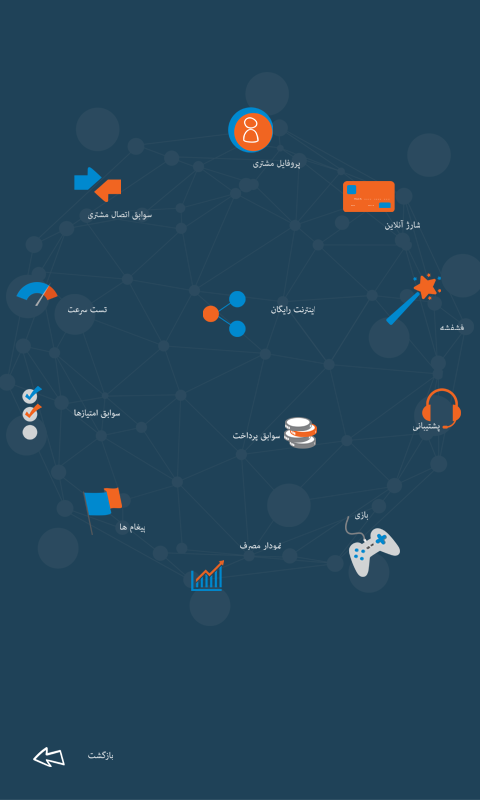 پروفایل مشتری
سوابق اتصال مشتری
شارژ آنلاین
تست سرعت
اینترنت رایگان
فشفشه
سوابق امتیازها
سوابق پرداخت
پشتیبانی
پیغام ها
نمودار مصرف
بازی
بازگشت